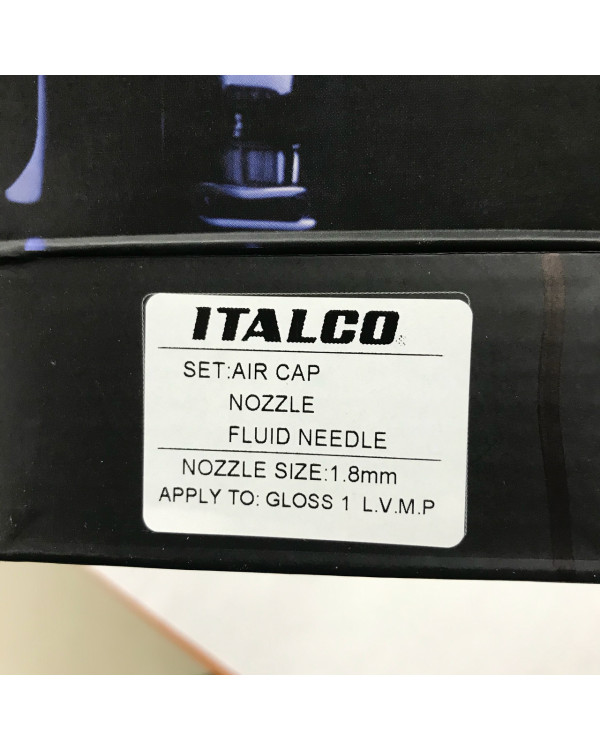 ITALCO
SET:AIR CAP
NOZZLE
FLUID NEEDLE
NOZZLE SIZE:1.8mm
APPLY TO: GLOSS 1 L.V.M.P